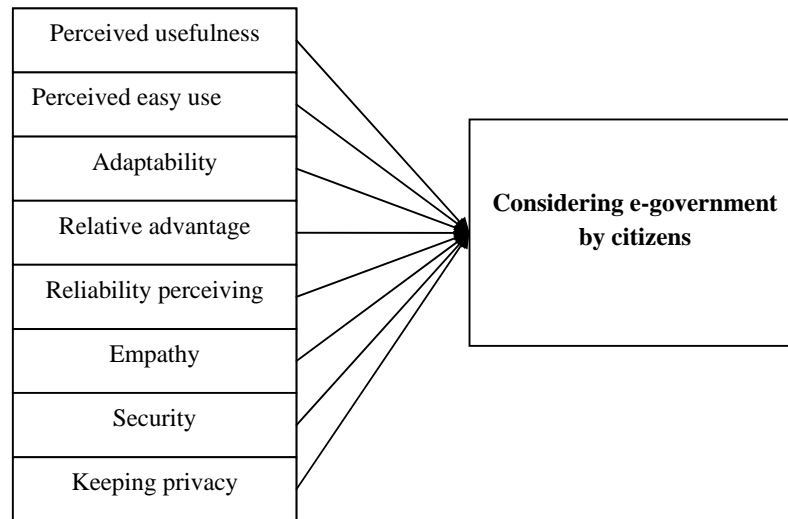 Perceived usefulness
Perceived easy use
Adaptability
Relative advantage
Reliability perceiving
Empathy
Security
Keeping privacy
Considering e-government
by citizens